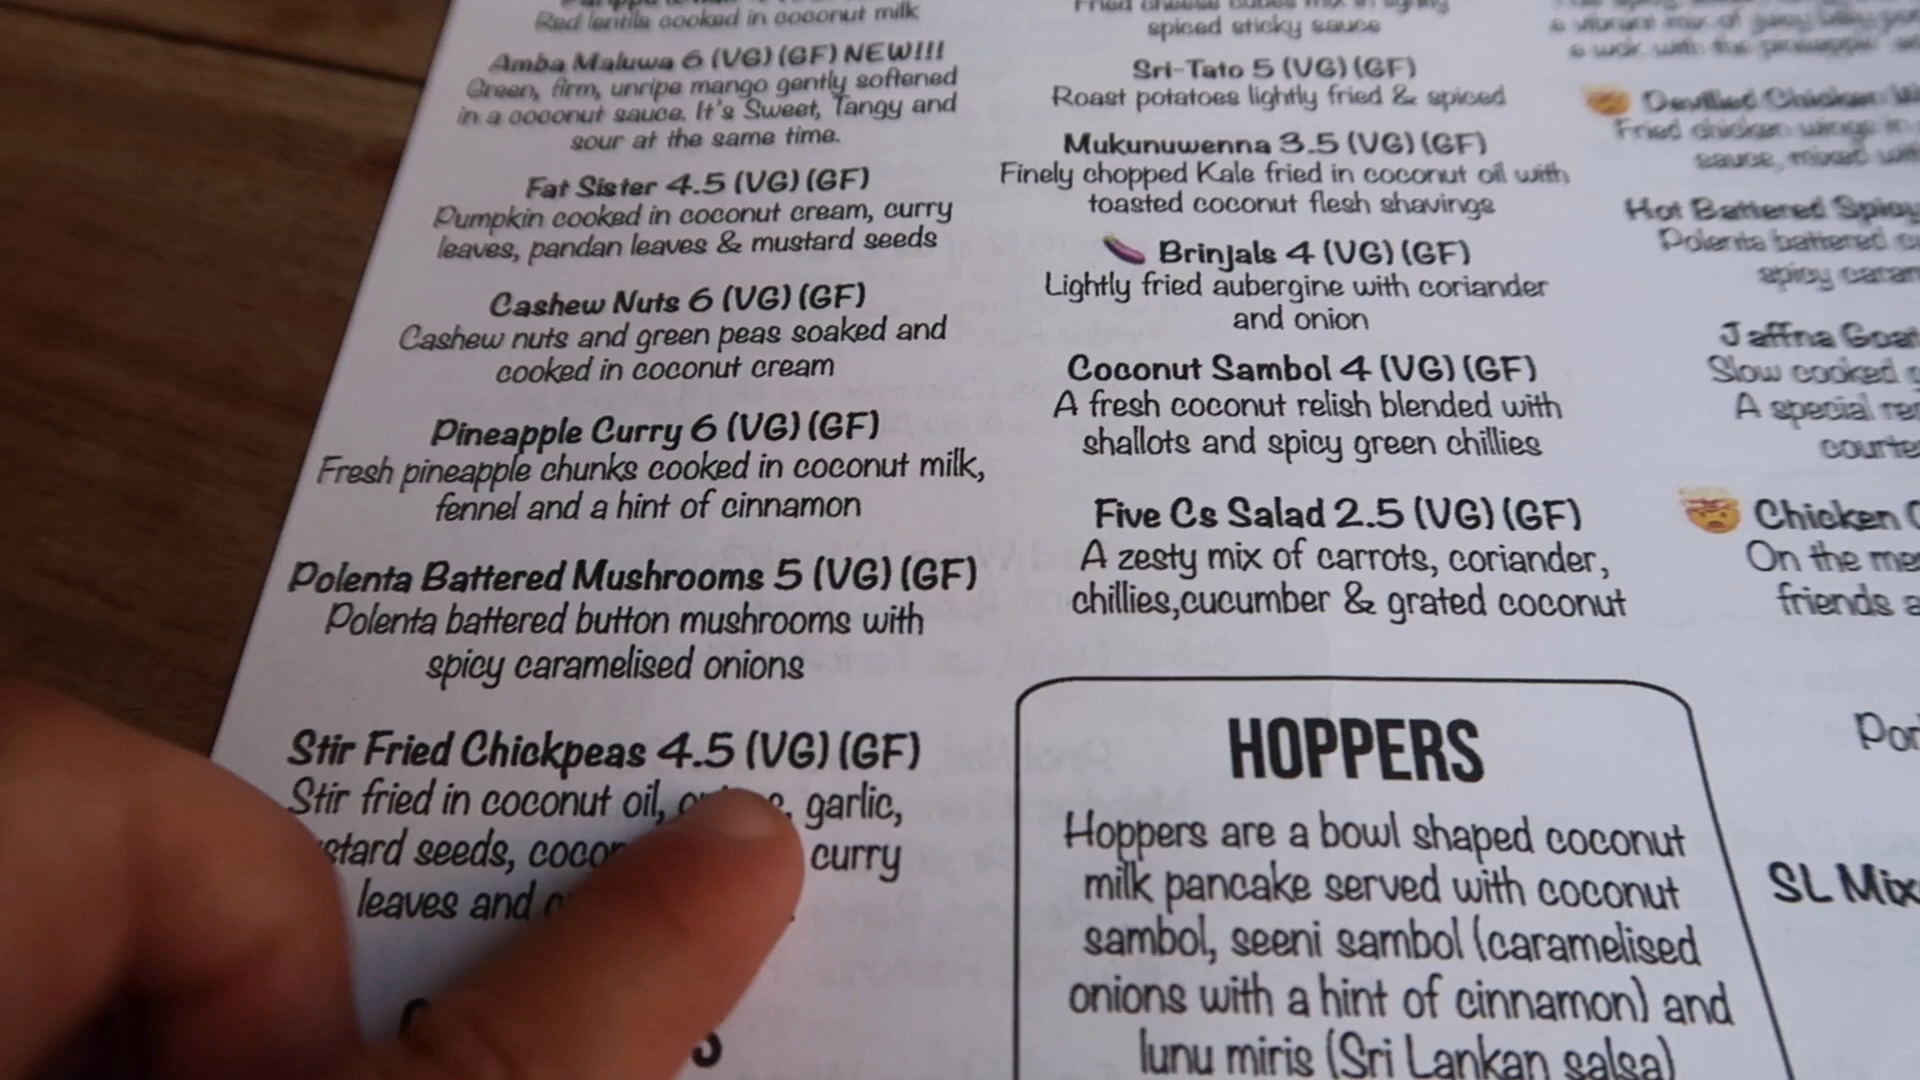 Red lentils cooked in coconut milk
Amba Maluwa 6 (VG) (GF) NEW!!!
Green, firm, unripe mango gently softened
in a coconut sauce. It's Sweet, Tangy and
sour at the same time.
Fat Sister 4.5 (VG) (GF)
Pumpkin cooked in coconut cream, curry
leaves, pandan leaves & mustard seeds
Cashew Nuts 6 (VG) (GF)
Cashew nuts and green peas soaked and
cooked in coconut cream
Pineapple Curry 6 (VG) (GF)
Fresh pineapple chunks cooked in coconut milk,
fennel and a hint of cinnamon
Polenta Battered Mushrooms 5 (VG) (GF)
Polenta battered button mushrooms with
spicy caramelised onions
Stir Fried Chickpeas 4.5 (VG) (GF)
Stir fried in coconut oil, garlic,
seeds, curry
leaves and
spiced sticky sauce
Sri-Tato 5 (VG) (GF)
Roast potatoes lightly fried & spiced
Mukunuwenna 3.5 (VG) (GF)
Finely chopped Kale fried in coconut oil with
toasted coconut flesh shavings
Brinjals 4 (VG) (GF)
Lightly fried aubergine with coriander
and onion
Coconut Sambol 4 (VG) (GF)
A fresh coconut relish blended with
shallots and spicy green chillies
Five Cs Salad 2.5 (VG) (GF)
A zesty mix of carrots, coriander,
chillies,cucumber & grated coconut
HOPPERS
Hoppers are a bowl shaped coconut
milk pancake served with coconut
sambol, seeni sambol (caramelised
onions with a hint of cinnamon) and
lunu miris (Sri Lankan salsa)
Devilled Chicken
Fried chicken wings in
sauce, mixed
Hot Battered Spicy
Polenta battered
spicy
Jaffna Goat
Slow cooked
A special
Chicken
On the
friends
SL Mix